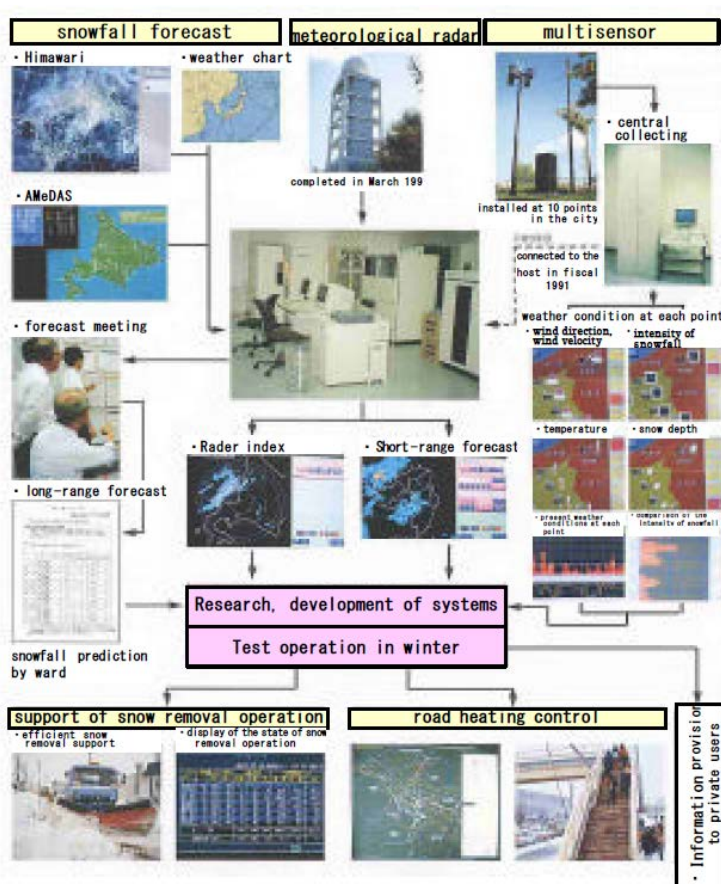 snowfall forecast
meteorological radar
multisensor
・Himawari
・weather chart
・central
collecting
completed in March 199
・AMeDAS
installed at 10 points
in the city
connected to the
host in fiscal
1991
weather condition at each point
・wind direction,
wind velocity
・intensity of
snowfall
・forecast meeting
・temperature
・snow depth
・Rader index
・Short-range forecast
・long-range forecast
・present weather
conditions at each
point
・comparison of the
intensity of snowfall
Research, development of systems
Test operation in winter
snowfall prediction
by ward
support of snow removal operation
road heating control
・efficient snow
removal support
・display of the state of snow
removal operation
・Information provision
to private users